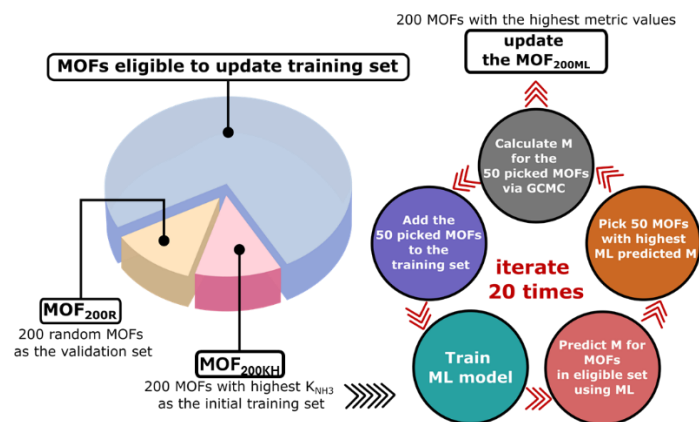 200 MOFs with the highest metric values
update
the MOF200ML
MOFs eligible to update training set
Calculate M
for the
50 picked MOFs
via GCMC
Add the
50 picked MOFs
to the
training set
Pick 50 MOFs
with highest
ML predicted M
iterate
20 times
MOF200R
200 random MOFs
as the validation set
MOF200KH
200 MOFs with highest KNH3
as the initial training set
Train
ML model
Predict M for
MOFs
in eligible set
using ML